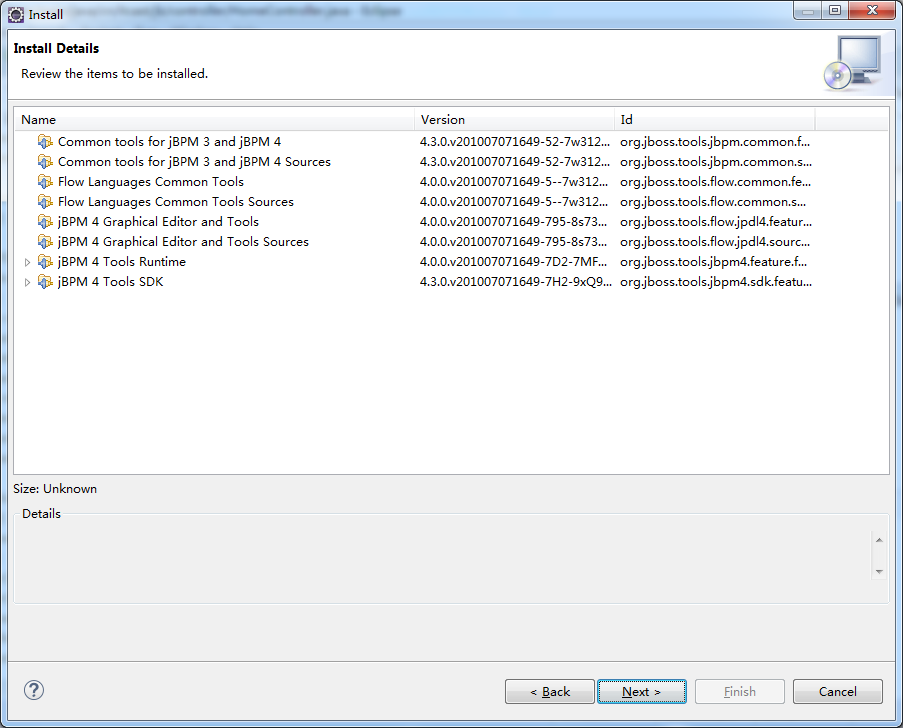 Install
Install Details
Review the items to be installed.
Name Version Id
Common tools for jBPM 3 and jBPM 4 4.3.0.v201007071649-52-7w312... org.jboss.tools.jbpm.common.f...
Common tools for jBPM 3 and jBPM 4 Sources 4.3.0.v201007071649-52-7w312... org.jboss.tools.jbpm.common.s...
Flow Languages Common Tools 4.0.0.v201007071649-5--7w312... org.jboss.tools.flow.common.fe...
Flow Languages Common Tools Sources 4.0.0.v201007071649-5--7w312... org.jboss.tools.flow.common.s...
jBPM 4 Graphical Editor and Tools 4.0.0.v201007071649-795-8s73... org.jboss.tools.flow.jpdl4.featur...
jBPM 4 Graphical Editor and Tools Sources 4.0.0.v201007071649-795-8s73... org.jboss.tools.flow.jpdl4.sourc...
jBPM 4 Tools Runtime 4.0.0.v201007071649-7D2-7MF... org.jboss.tools.jbpm4.feature.f...
jBPM 4 Tools SDK 4.3.0.v201007071649-7H2-9xQ9... org.jboss.tools.jbpm4.sdk.featu...
Size: Unknown
Details
? < Back Next > Finish Cancel